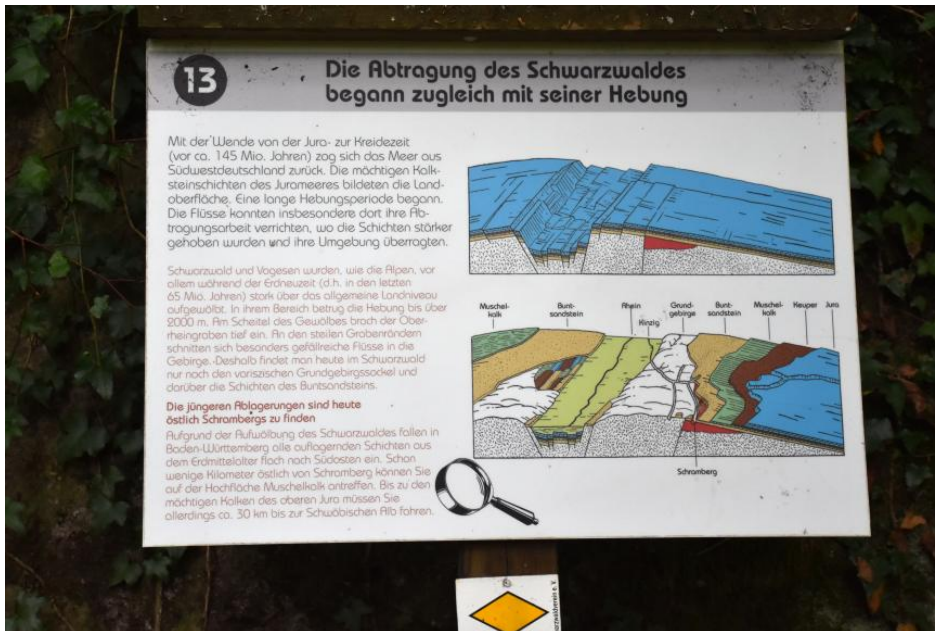 13
Die Abtragung des Schwarzwaldes
begann zugleich mit seiner Hebung
Mit der Wende von der Jura- zur Kreidezeit
(vor ca. 145 Mio. Jahren) zog sich das Meer aus
Südwestdeutschland zurück. Die mächtigen Kalk-
steinschichten des Jurameeres bildeten die Land-
oberfläche. Eine lange Hebungsperiode begann.
Die Flüsse konnten insbesondere dort ihre Ab-
tragungsarbeit verrichten, wo die Schichten stärker
gehoben wurden und ihre Umgebung überragten.
Schwarzwald und Vogesen wurden, wie die Alpen, vor
allem während der Erdneuzeit (d.h. in den letzten
65 Mio. Jahren) stark über das allgemeine Landniveau
aufgewölbt. In ihrem Bereich betrug die Hebung bis über
2000 m. Am Scheitel des Gewölbes brach der Ober-
rheingraben tief ein. An den steilen Grabenrändern
schnitten sich besonders gefällreiche Flüsse in die
Gebirge. Deshalb findet man heute im Schwarzwald
nur noch den variszischen Grundgebirgssockel und
darüber die Schichten des Buntsandsteins.
Die jüngeren Ablagerungen sind heute
östlich Schrambergs zu finden
Aufgrund der Aufwölbung des Schwarzwaldes fallen in
Baden-Württemberg alle auflagernden Schichten aus
dem Erdmittelalter flach nach Südosten ein. Schon
wenige Kilometer östlich von Schramberg können Sie
auf der Hochfläche Muschelkalk antreffen. Bis zu den
mächtigen Kalken des oberen Jura müssen Sie
allerdings ca. 30 km bis zur Schwäbischen Alb fahren.
Muschel-
kalk
Bunt-
sandstein
Rhein
Kinzig
Grund-
gebirge
Bunt-
sandstein
Muschel-
kalk
Keuper
Jura
Schramberg